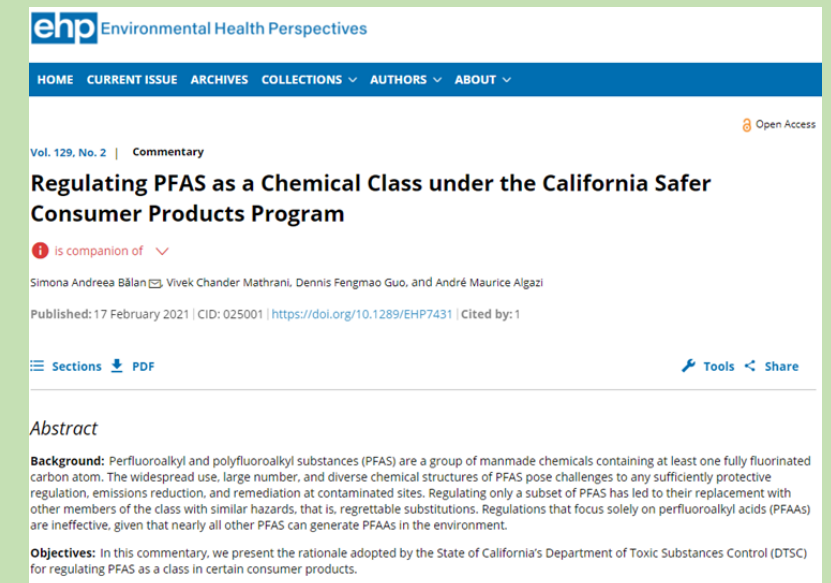 ehp Environmental Health Perspectives
HOME CURRENT ISSUE ARCHIVES COLLECTIONS AUTHORS ABOUT
Open Access
Vol. 129, No. 2 | Commentary
Regulating PFAS as a Chemical Class under the California Safer
Consumer Products Program
is companion of
Simona Andreea Bălan, Vivek Chander Mathrani, Dennis Fengmao Guo, and André Maurice Algazi
Published: 17 February 2021 | CID: 025001 | https://doi.org/10.1289/EHP7431 | Cited by: 1
Sections PDF Tools Share
Abstract
Background: Perfluoroalkyl and polyfluoroalkyl substances (PFAS) are a group of manmade chemicals containing at least one fully fluorinated
carbon atom. The widespread use, large number, and diverse chemical structures of PFAS pose challenges to any sufficiently protective
regulation, emissions reduction, and remediation at contaminated sites. Regulating only a subset of PFAS has led to their replacement with
other members of the class with similar hazards, that is, regrettable substitutions. Regulations that focus solely on perfluoroalkyl acids (PFAAs)
are ineffective, given that nearly all other PFAS can generate PFAAs in the environment.
Objectives: In this commentary, we present the rationale adopted by the State of California's Department of Toxic Substances Control (DTSC)
for regulating PFAS as a class in certain consumer products.